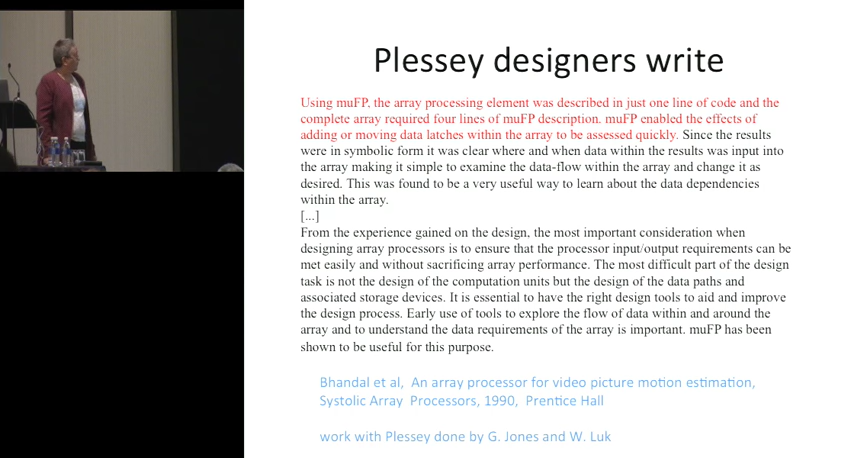 Plessey designers write
Using muFP, the array processing element was described in just one line of code and the
complete array required four lines of muFP description. muFP enabled the effects of
adding or moving data latches within the array to be assessed quickly. Since the results
were in symbolic form it was clear where and when data within the results was input into
the array making it simple to examine the data-flow within the array and change it as
desired. This was found to be a very useful way to learn about the data dependencies
within the array.
[...]
From the experience gained on the design, the most important consideration when
designing array processors is to ensure that the processor input/output requirements can be
met easily and without sacrificing array performance. The most difficult part of the design
task is not the design of the computation units but the design of the data paths and
associated storage devices. It is essential to have the right design tools to aid and improve
the design process. Early use of tools to explore the flow of data within and around the
array and to understand the data requirements of the array is important. muFP has been
shown to be useful for this purpose.
Bhandal et al, An array processor for video picture motion estimation,
Systolic Array Processors, 1990, Prentice Hall
work with Plessey done by G. Jones and W. Luk